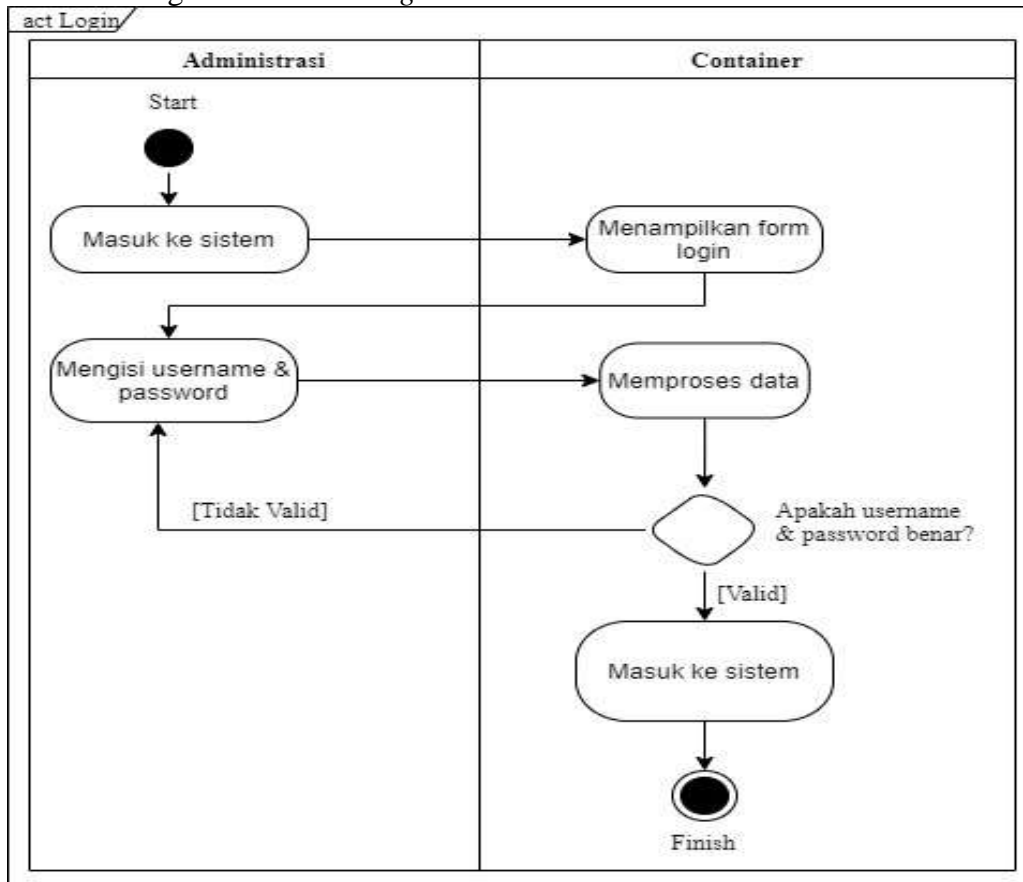 act Login
Administrasi
Container
Start
Masuk ke sistem
Menampilkan form
login
Mengisi username &
password
Memproses data
[Tidak Valid]
Apakah username
& password benar?
[Valid]
Masuk ke sistem
Finish